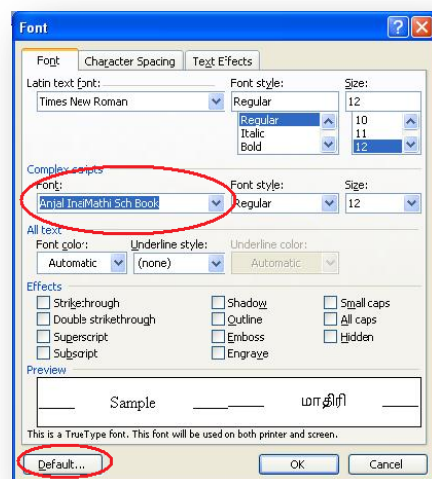 Font
Font Character Spacing Text Effects
Latin text font: Font style: Size:
Times New Roman Regular 12
Regular 10
Italic 11
Bold 12
Complex scripts
Font: Font style: Size:
Anjal InaiMathi Sch Book Regular 12
All text
Font color: Underline style: Underline color:
Automatic (none) Automatic
Effects
Strikethrough Shadow Small caps
Double strikethrough Outline All caps
Superscript Emboss Hidden
Subscript Engrave
Preview
Sample மாதிரி
This is a TrueType font. This font will be used on both printer and screen.
Default... OK Cancel